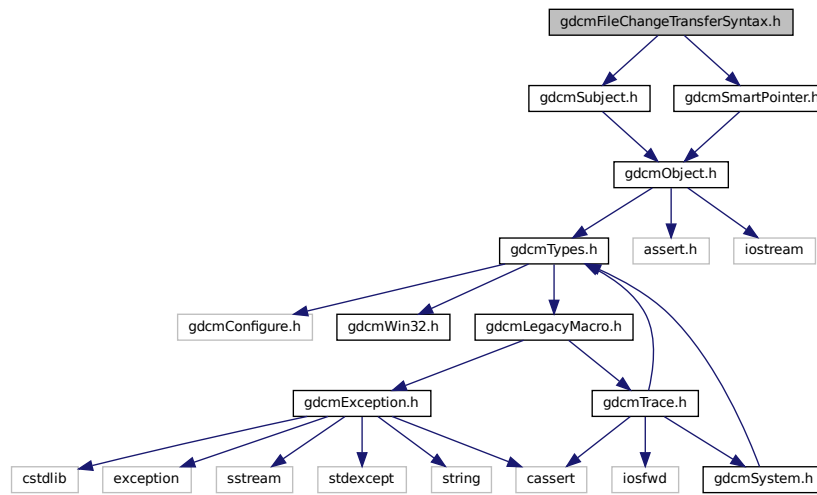 gdcmFileChangeTransferSyntax.h
gdcmSubject.h
gdcmSmartPointer.h
gdcmObject.h
gdcmTypes.h
assert.h
iostream
gdcmConfigure.h
gdcmWin32.h
gdcmLegacyMacro.h
gdcmException.h
gdcmTrace.h
cstdlib
exception
sstream
stdexcept
string
cassert
iosfwd
gdcmSystem.h